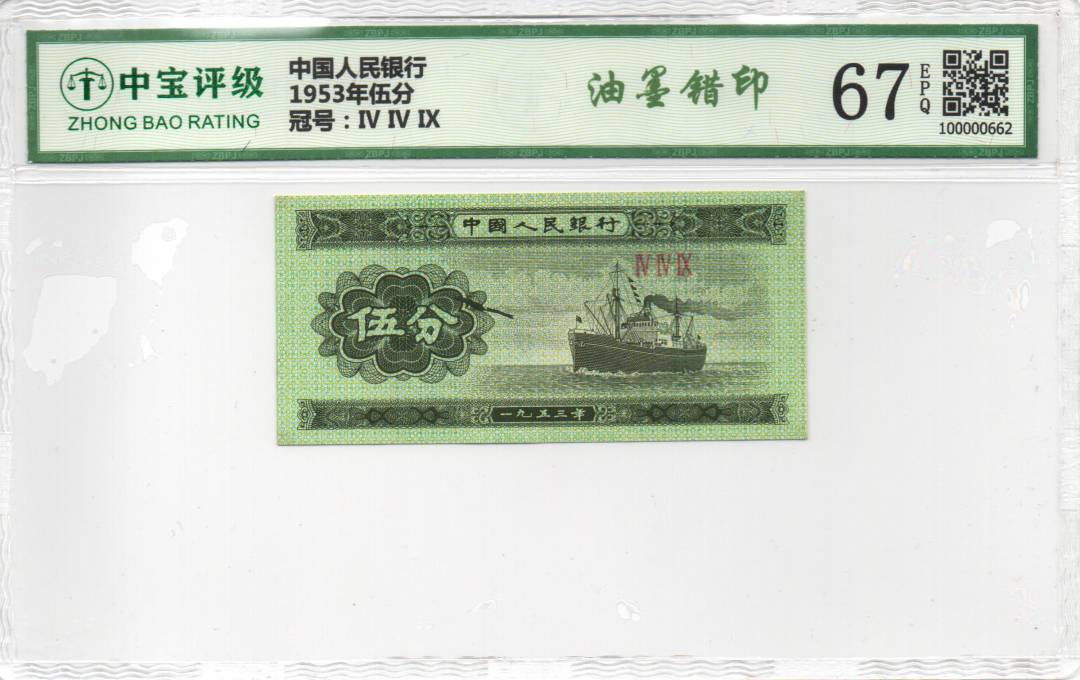 中宝评级
ZHONG BAO RATING
中国人民银行
1953年伍分
冠号：Ⅳ Ⅳ Ⅸ
油墨错印
67
EPQ
100000662
中國人民銀行
Ⅳ Ⅳ Ⅸ
伍分
一九五三年